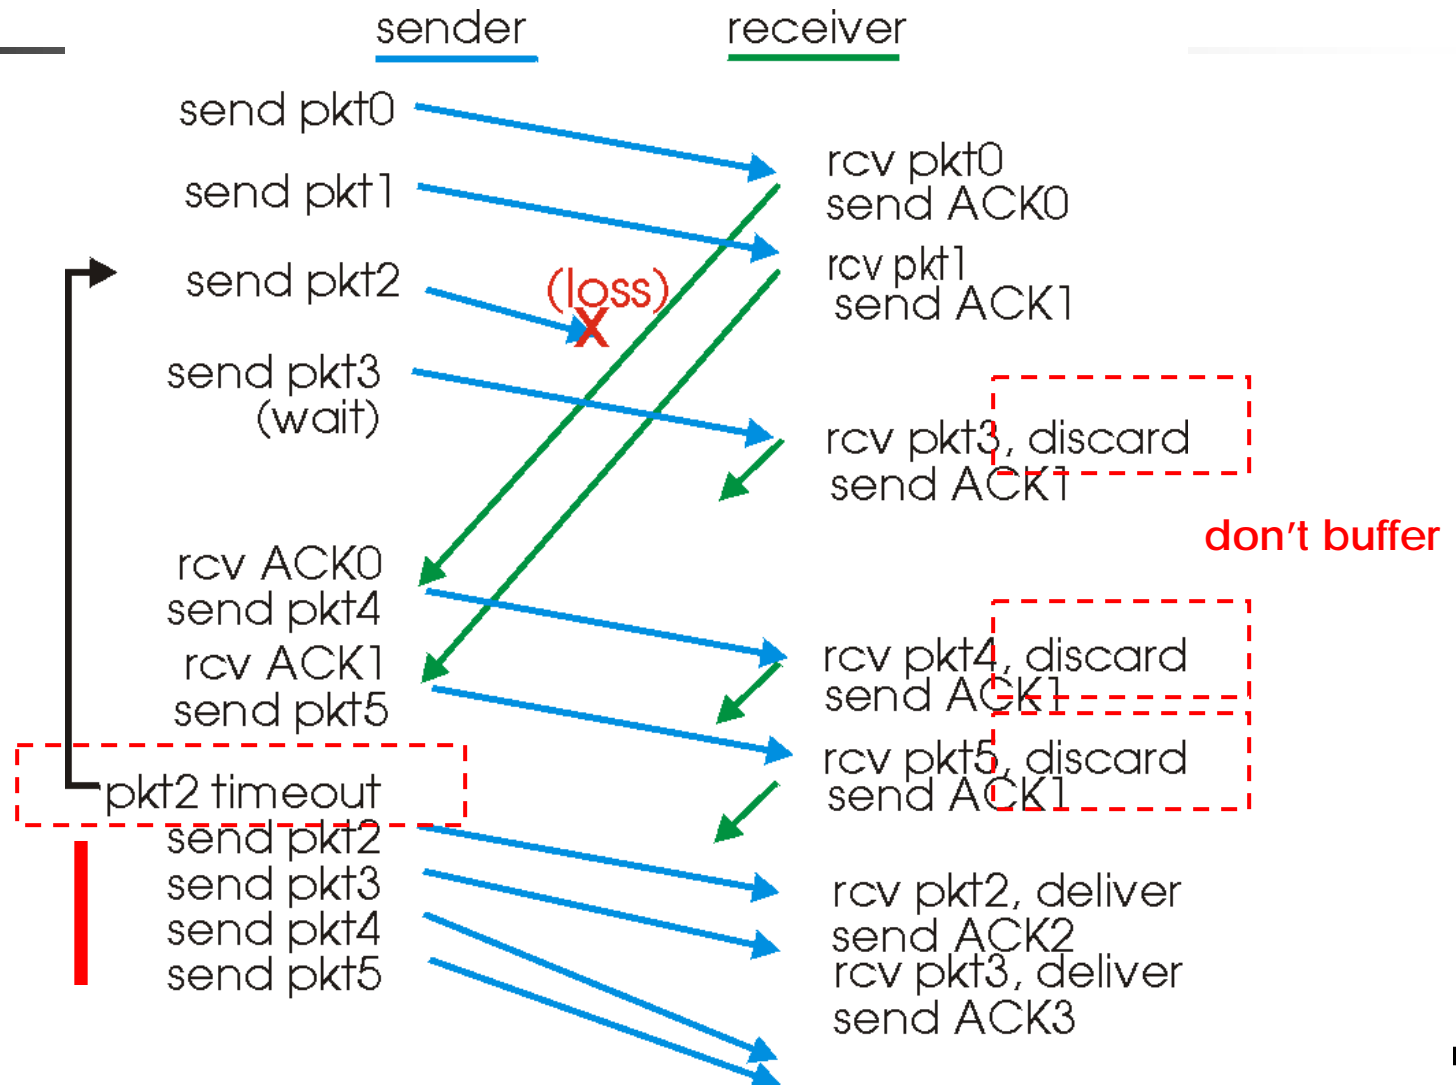 sender
receiver
send pkt0
send pkt1
send pkt2
(loss)
X
send pkt3
(wait)
rcv ACK0
send pkt4
rcv ACK1
send pkt5
pkt2 timeout
send pkt2
send pkt3
send pkt4
send pkt5
rcv pkt0
send ACK0
rcv pkt1
send ACK1
rcv pkt3, discard
send ACK1
don't buffer
rcv pkt4, discard
send ACK1
rcv pkt5, discard
send ACK1
rcv pkt2, deliver
send ACK2
rcv pkt3, deliver
send ACK3